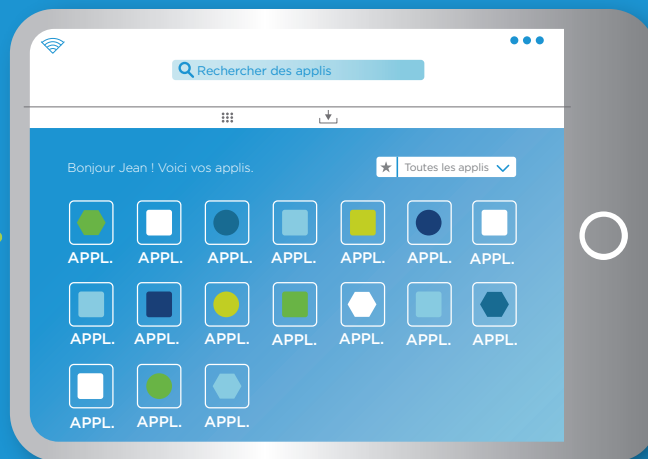 Rechercher des applis
Bonjour Jean ! Voici vos applis.
Toutes les applis
APPL. APPL. APPL. APPL. APPL. APPL. APPL.
APPL. APPL. APPL. APPL. APPL. APPL. APPL.
APPL. APPL. APPL.